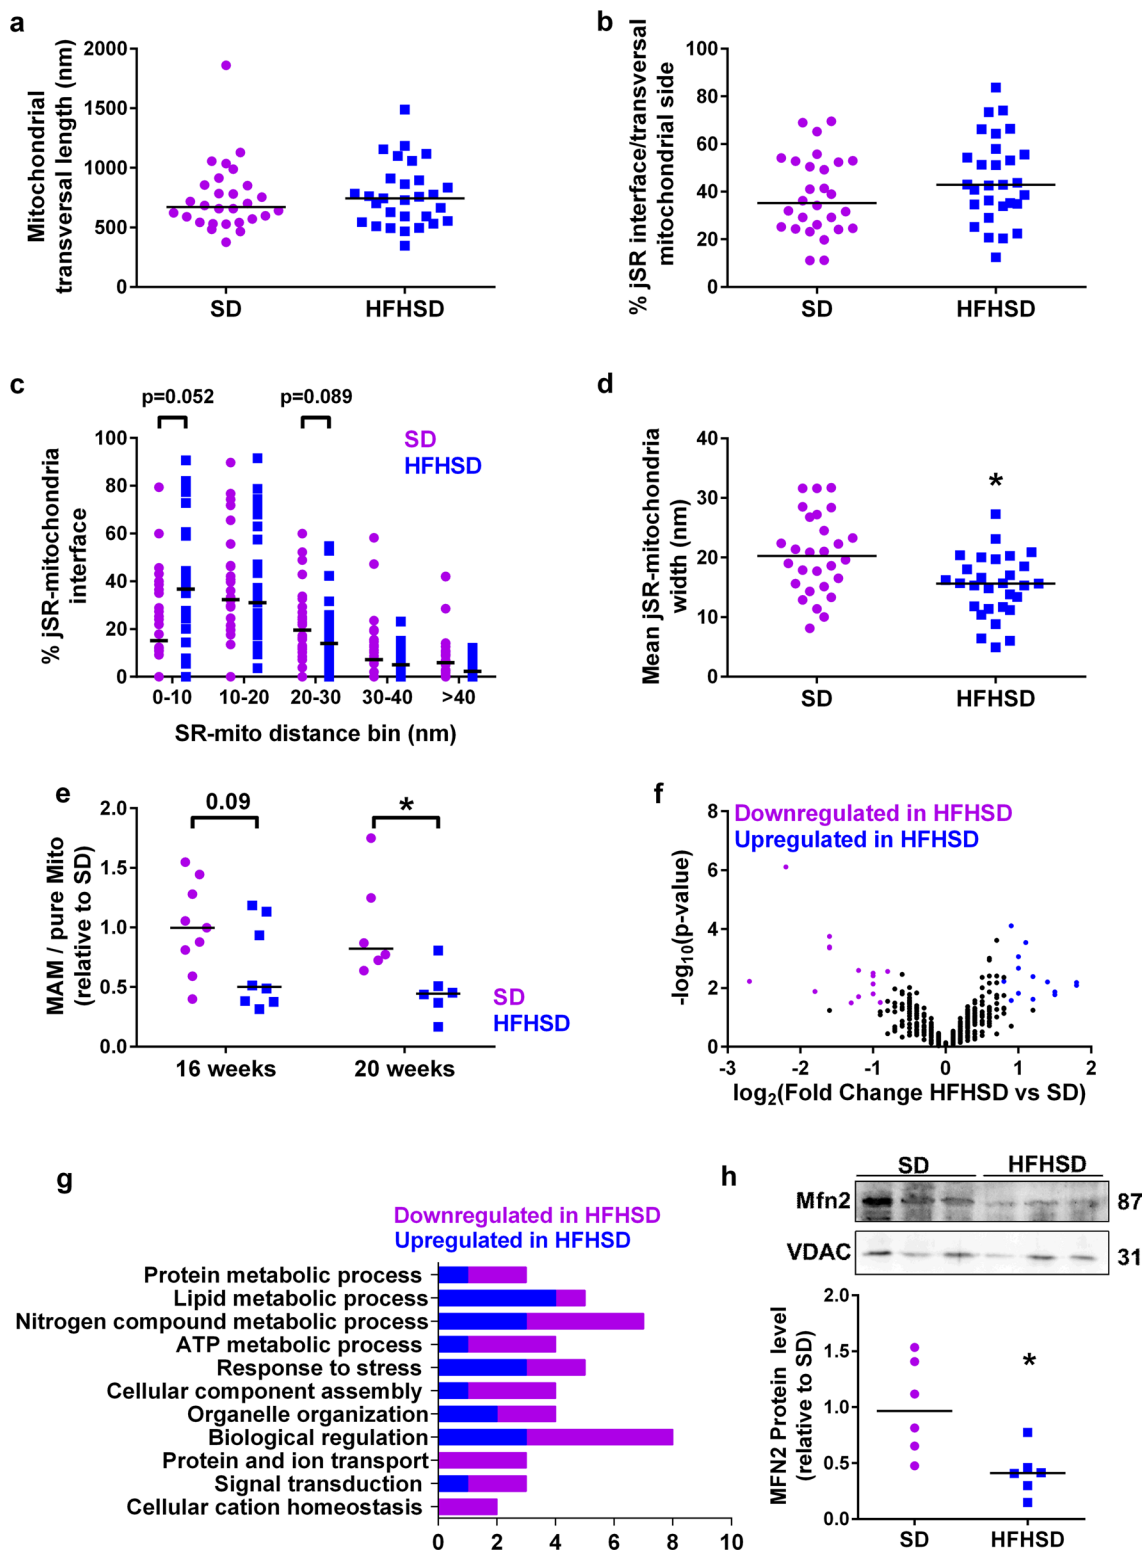 a
Mitochondrial
transversal length (nm)
2000
1500
1000
500
0
SD
HFHSD
b
% jSR interface/transversal
mitochondrial side
100
80
60
40
20
0
SD
HFHSD
c
p=0.052
p=0.089
SD
HFHSD
% jSR-mitochondria
interface
100
80
60
40
20
0
0-10
10-20
20-30
30-40
>40
SR-mito distance bin (nm)
d
Mean jSR-mitochondria
width (nm)
40
30
20
10
0
*
SD
HFHSD
e
MAM / pure Mito
(relative to SD)
2.0
1.5
1.0
0.5
0.0
0.09
*
SD
HFHSD
16 weeks
20 weeks
f
Downregulated in HFHSD
Upregulated in HFHSD
-log10(p-value)
8
6
4
2
0
-3
-2
-1
0
1
2
log2(Fold Change HFHSD vs SD)
g
Downregulated in HFHSD
Upregulated in HFHSD
Protein metabolic process
Lipid metabolic process
Nitrogen compound metabolic process
ATP metabolic process
Response to stress
Cellular component assembly
Organelle organization
Biological regulation
Protein and ion transport
Signal transduction
Cellular cation homeostasis
0
2
4
6
8
10
h
SD
HFHSD
Mfn2
87
VDAC
31
MFN2 Protein level
(relative to SD)
2.0
1.5
1.0
0.5
0.0
*
SD
HFHSD